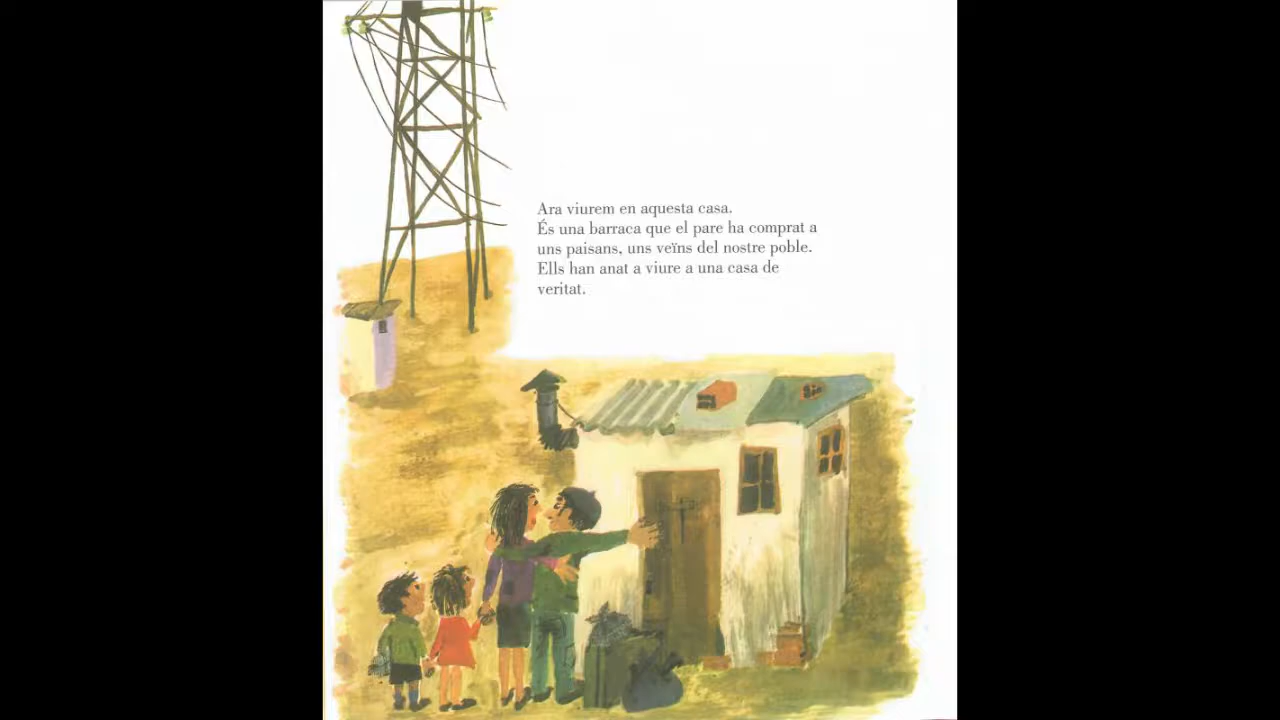 Ara viurem en aquesta casa.
És una barraca que el pare ha comprat a
uns paisans, uns veïns del nostre poble.
Ells han anat a viure a una casa de
veritat.